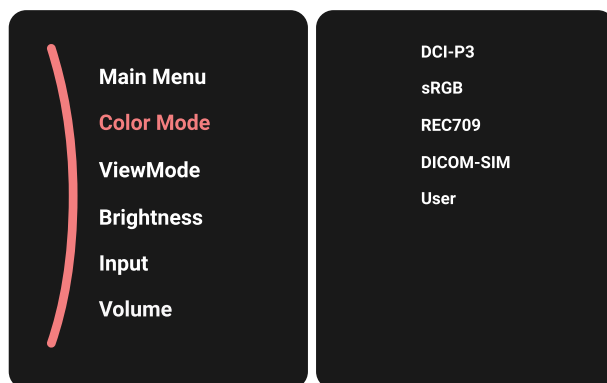 Main Menu
Color Mode
ViewMode
Brightness
Input
Volume
DCI-P3
sRGB
REC709
DICOM-SIM
User